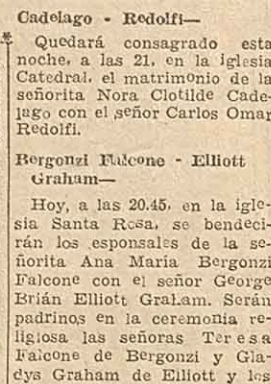 Cadelago - Redolfi—
Quedará consagrado esta
noche, a las 21, en la iglesia
Catedral, el matrimonio de la
señorita Nora Clotilde Cade-
lago con el señor Carlos Omar
Redolfi.
Bergonzi Falcone - Elliott
Graham—
Hoy, a las 20.45, en la igle-
sia Santa Rosa, se bendeci-
rán los esponsales de la se-
ñorita Ana María Bergonzi
Falcone con el señor George
Brián Elliott Graham. Serán
padrinos en la ceremonia re-
ligiosa las señoras Teresa
Falcone de Bergonzi y Gla-
dys Graham de Elliott y los